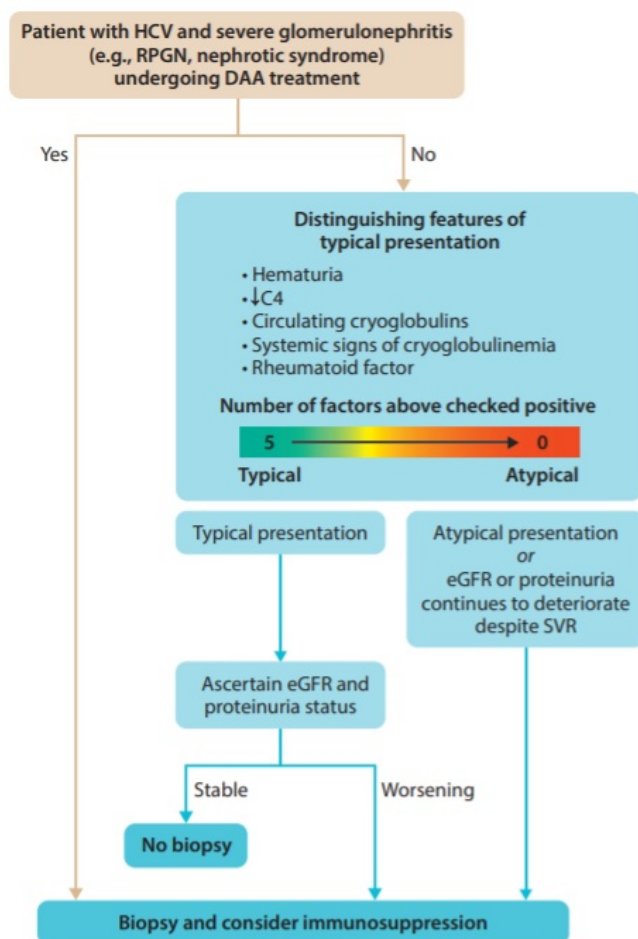 Patient with HCV and severe glomerulonephritis
(e.g., RPGN, nephrotic syndrome)
undergoing DAA treatment
Yes
No
Distinguishing features of
typical presentation
• Hematuria
• ↓C4
• Circulating cryoglobulins
• Systemic signs of cryoglobulinemia
• Rheumatoid factor
Number of factors above checked positive
5 0
Typical Atypical
Typical presentation
Atypical presentation
or
eGFR or proteinuria
continues to deteriorate
despite SVR
Ascertain eGFR and
proteinuria status
Stable
Worsening
No biopsy
Biopsy and consider immunosuppression